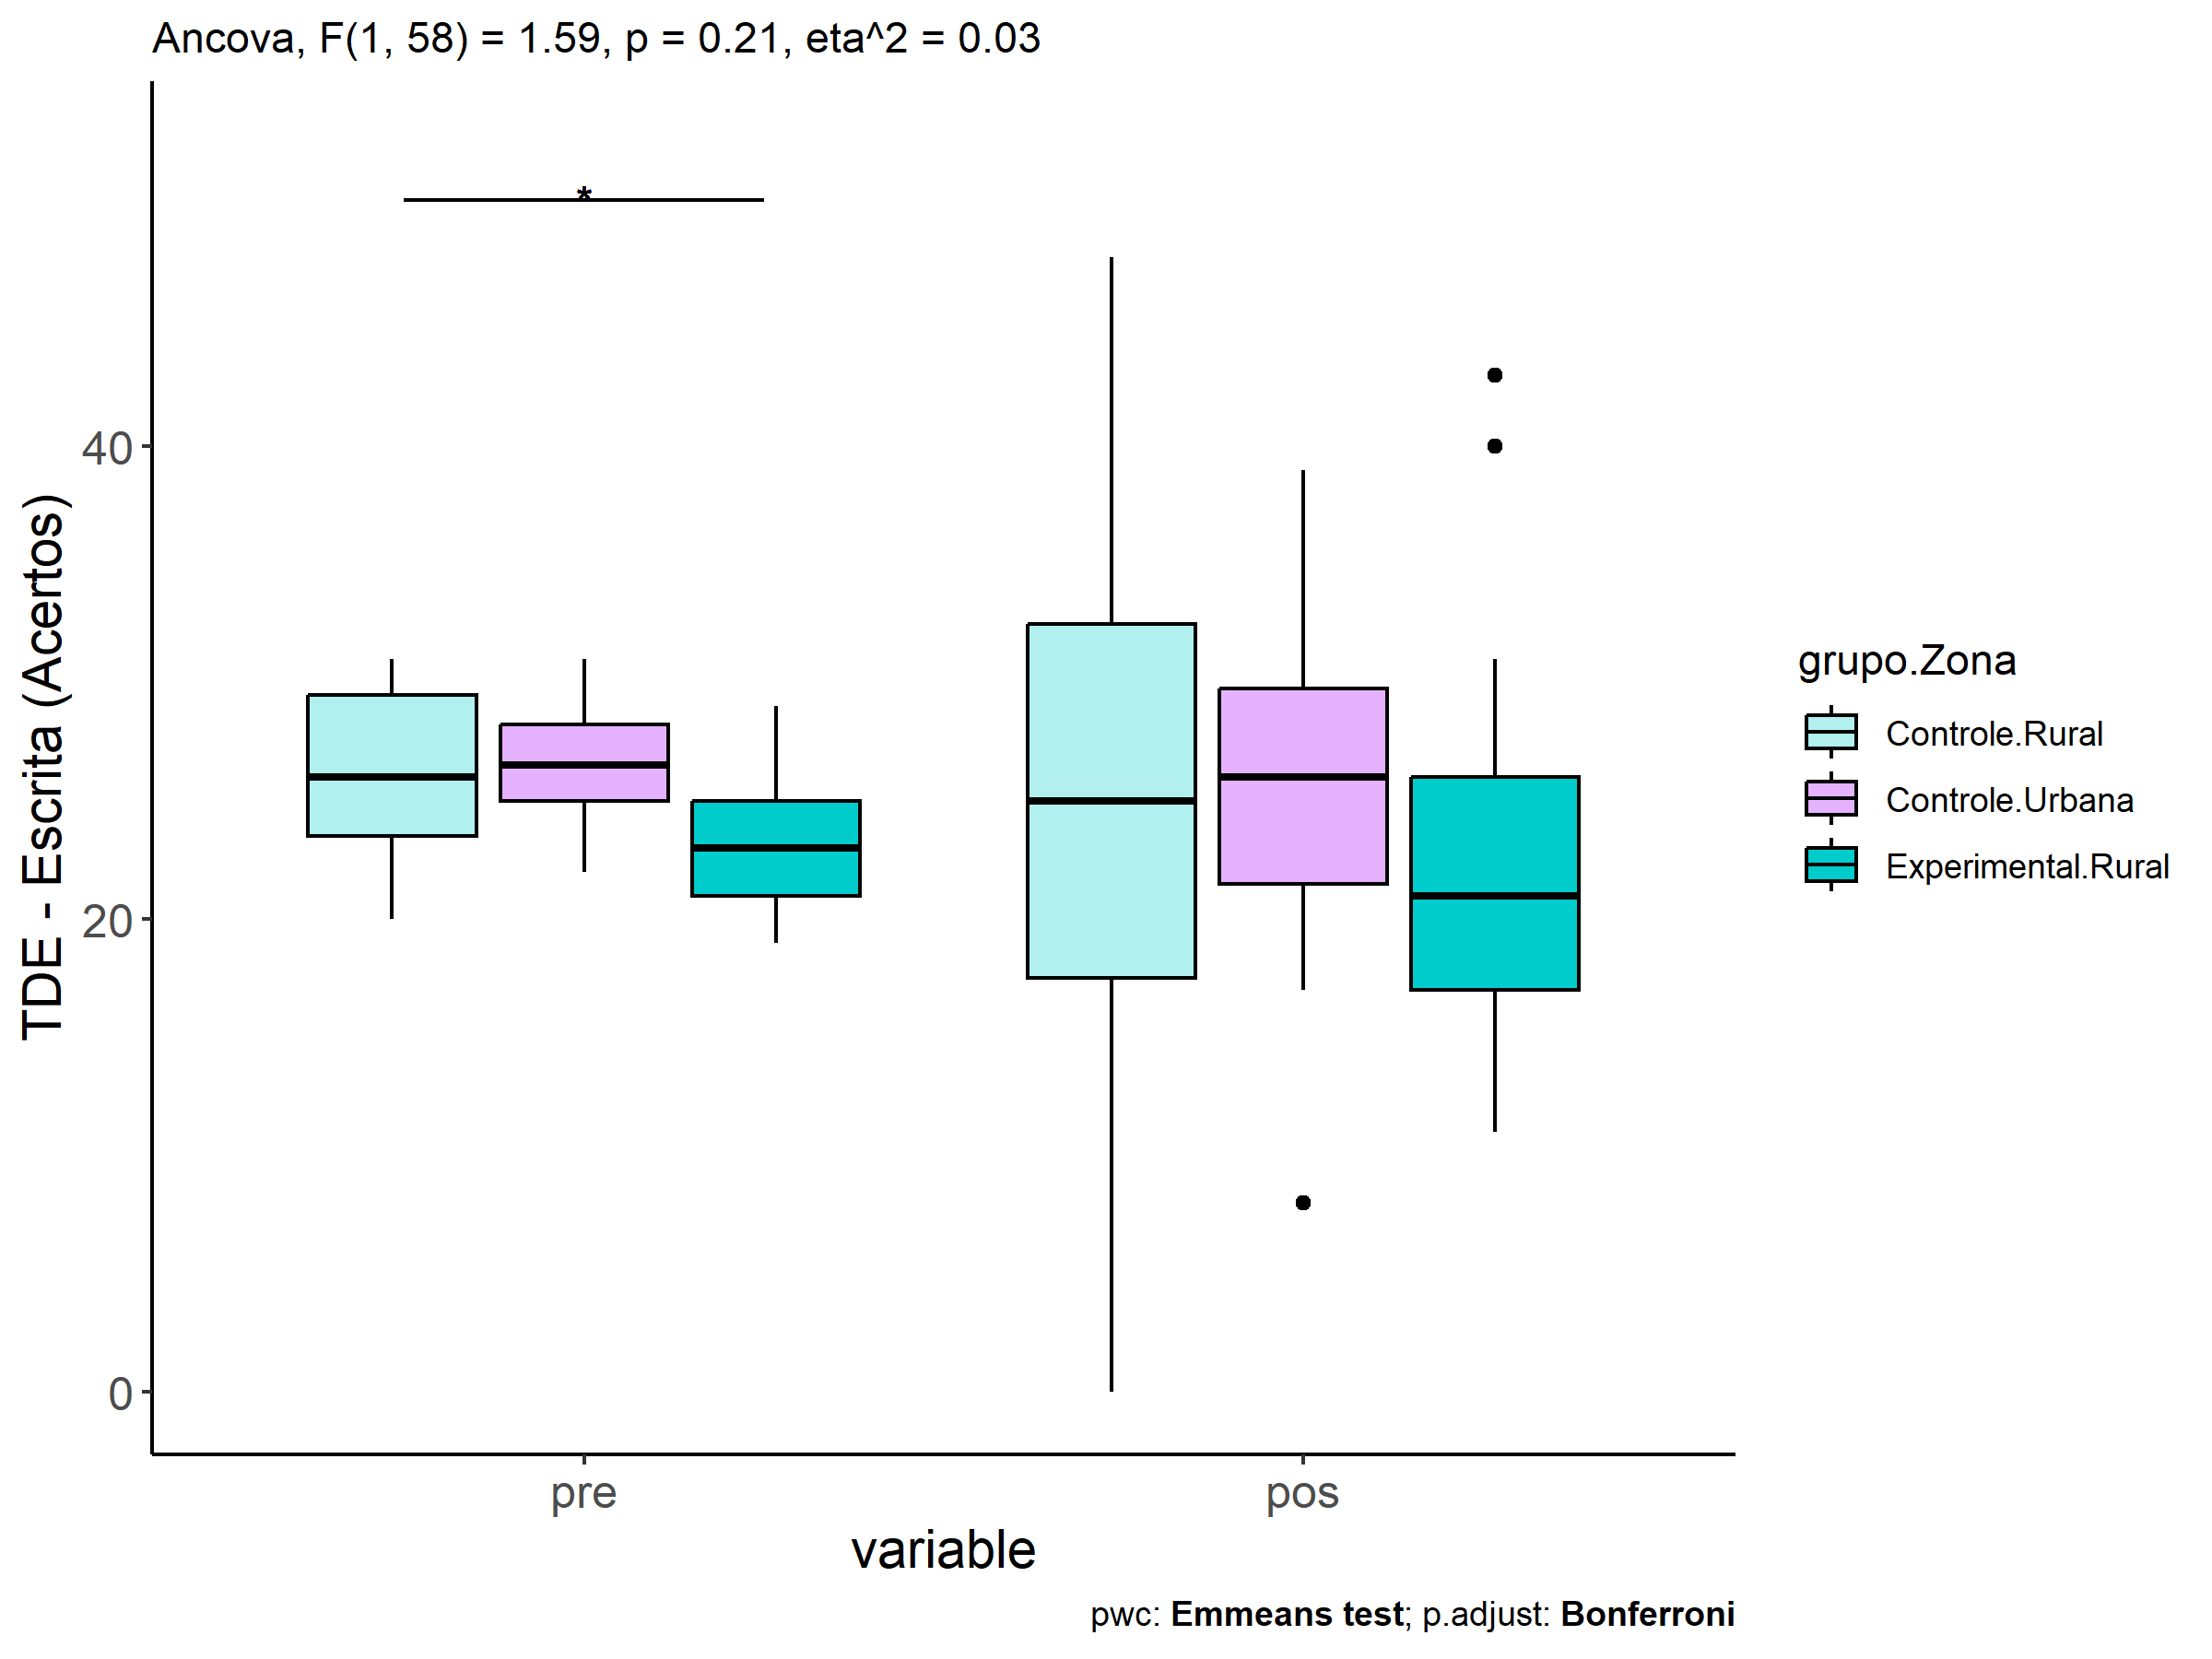 Ancova, F(1, 58) = 1.59, p = 0.21, eta^2 = 0.03
*
TDE - Escrita (Acertos)
40
20
0
pre
pos
variable
grupo.Zona
Controle.Rural
Controle.Urbana
Experimental.Rural
pwc: Emmeans test; p.adjust: Bonferroni